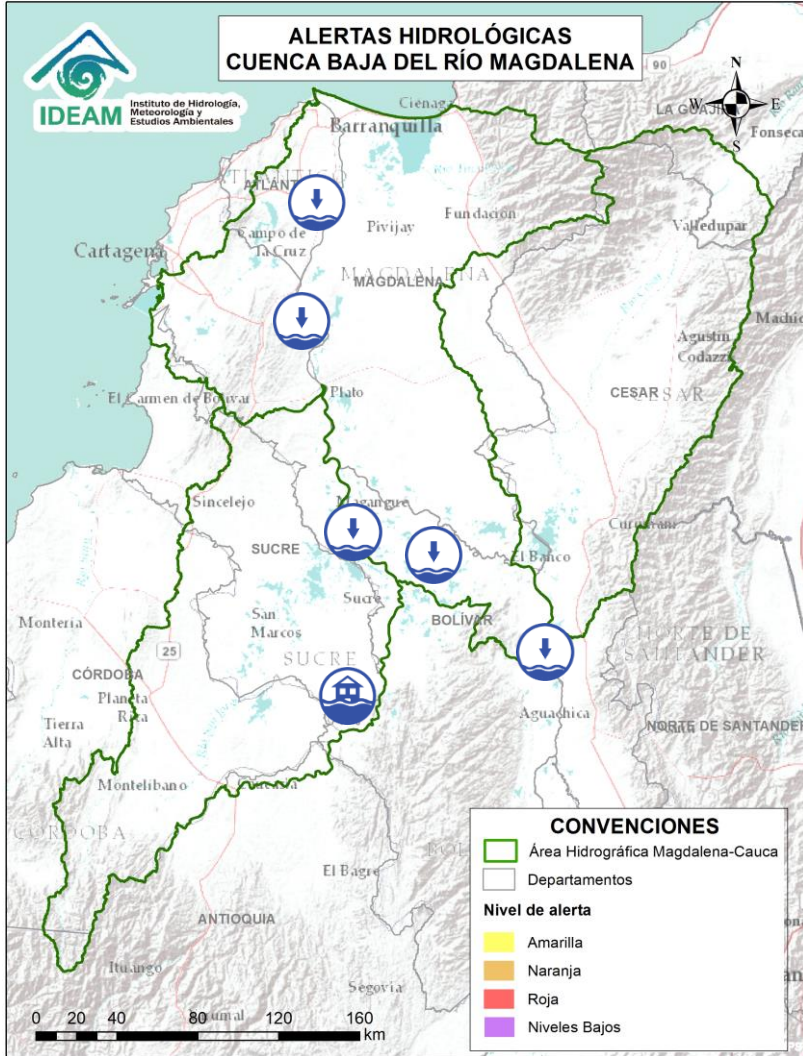 ALERTAS HIDROLÓGICAS
CUENCA BAJA DEL RÍO MAGDALENA
IDEAM
Instituto de Hidrología,
Meteorología y
Estudios Ambientales
N
W
E
S
90
LA GUAJI
Fonseca
Ciénaga
Barranquilla
ATLÁNT
Pivijay
Fundación
Valledupar
Campo de
la Cruz
Cartagena
MAGDALENA
MAGDALENA
Agustín
Codazzi
CESAR
CESAR
El Carmen de Bolívar
Plato
25
Sincelejo
Magangué
Curumaní
SUCRE
El Banco
Sucre
Montería
San
Marcos
BOLÍVAR
SUCRE
NORTE DE
SANTANDER
CÓRDOBA
Planeta
Rica
Tierra
Alta
Aguachica
NORTE DE SANTANDER
Montelíbano
CÓRDOBA
El Bagre
ANTIOQUIA
Ituango
Segovia
0 20 40 80 120 160
km
CONVENCIONES
Área Hidrográfica Magdalena-Cauca
Departamentos
Nivel de alerta
Amarilla
Naranja
Roja
Niveles Bajos